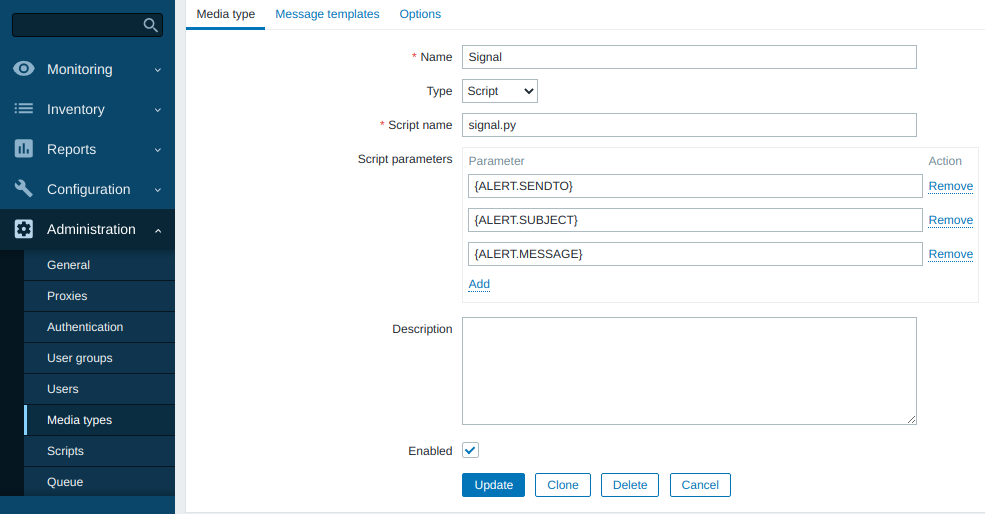 Monitoring
Inventory
Reports
Configuration
Administration
General
Proxies
Authentication
User groups
Users
Media types
Scripts
Queue
Media type Message templates Options
* Name Signal
Type Script
* Script name signal.py
Script parameters Parameter Action
{ALERT.SENDTO} Remove
{ALERT.SUBJECT} Remove
{ALERT.MESSAGE} Remove
Add
Description
Enabled
Update Clone Delete Cancel